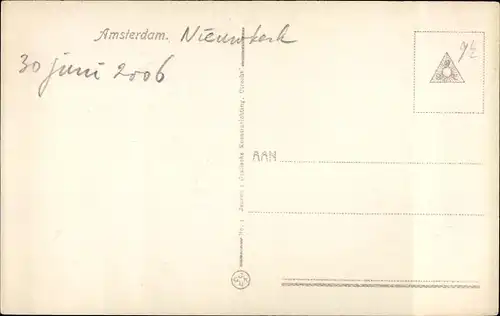 Amsterdam. Nieuwkerk
30 juni 2006
9½
AAN